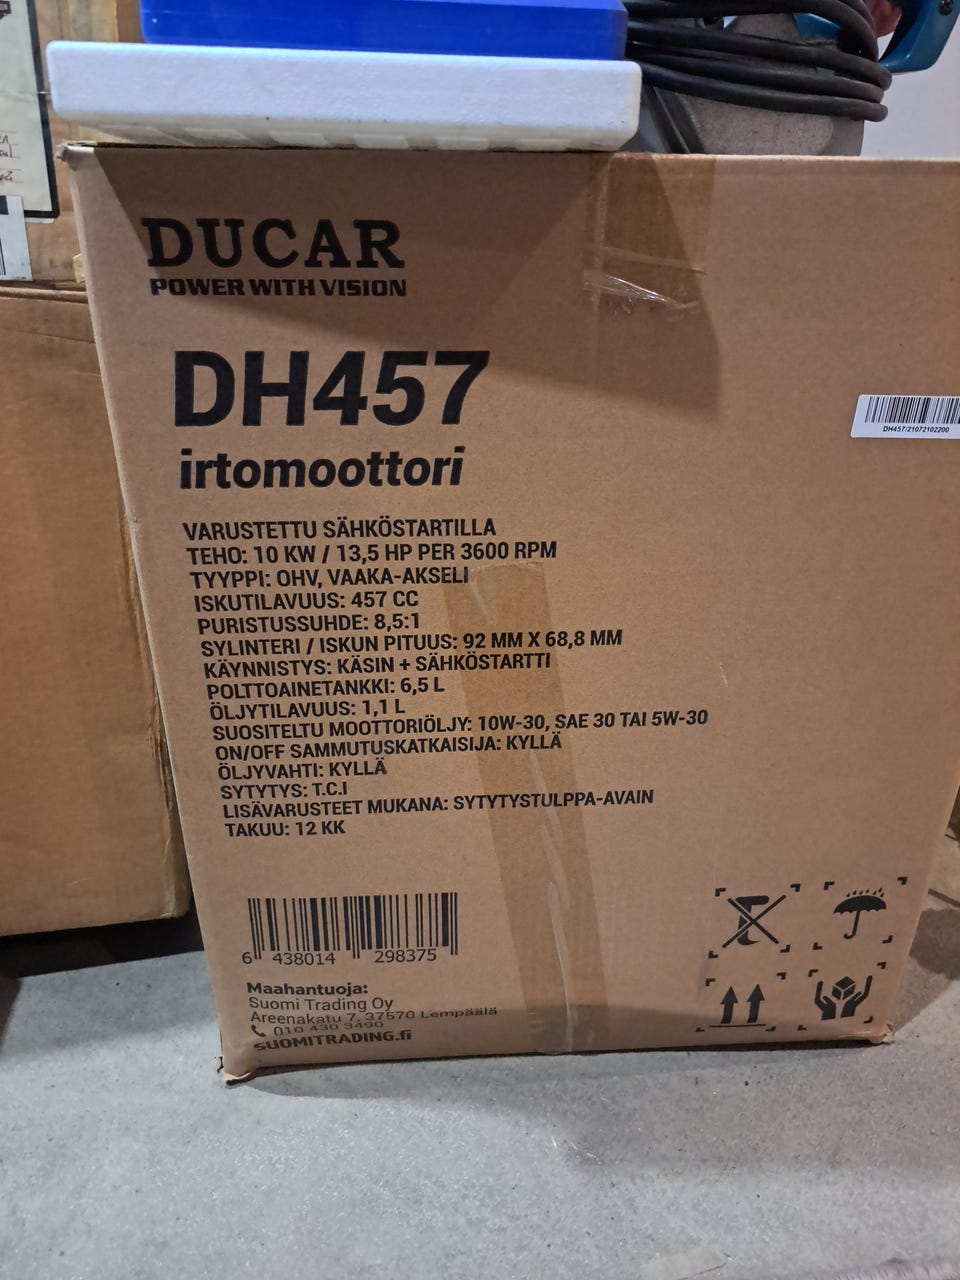 DUCAR
POWER WITH VISION
DH457
irtomoottori
DH457/21072102200
VARUSTETTU SÄHKÖSTARTILLA
TEHO: 10 KW / 13,5 HP PER 3600 RPM
TYYPPI: OHV, VAAKA-AKSELI
ISKUTILAVUUS: 457 CC
PURISTUSSUHDE: 8,5:1
SYLINTERI / ISKUN PITUUS: 92 MM X 68,8 MM
KÄYNNISTYS: KÄSIN + SÄHKÖSTARTTI
POLTTOAINETANKKI: 6,5 L
ÖLJYTILAVUUS: 1,1 L
SUOSITELTU MOOTTORIÖLJY: 10W-30, SAE 30 TAI 5W-30
ON/OFF SAMMUTUSKATKAISIJA: KYLLÄ
ÖLJYVAHTI: KYLLÄ
SYTYTYS: T.C.I
LISÄVARUSTEET MUKANA: SYTYTYSTULPPA-AVAIN
TAKUU: 12 KK
6 438014 298375
Maahantuoja:
Suomi Trading Oy
Areenakatu 7, 37570 Lempäälä
010 430 3490
SUOMITRADING.fi